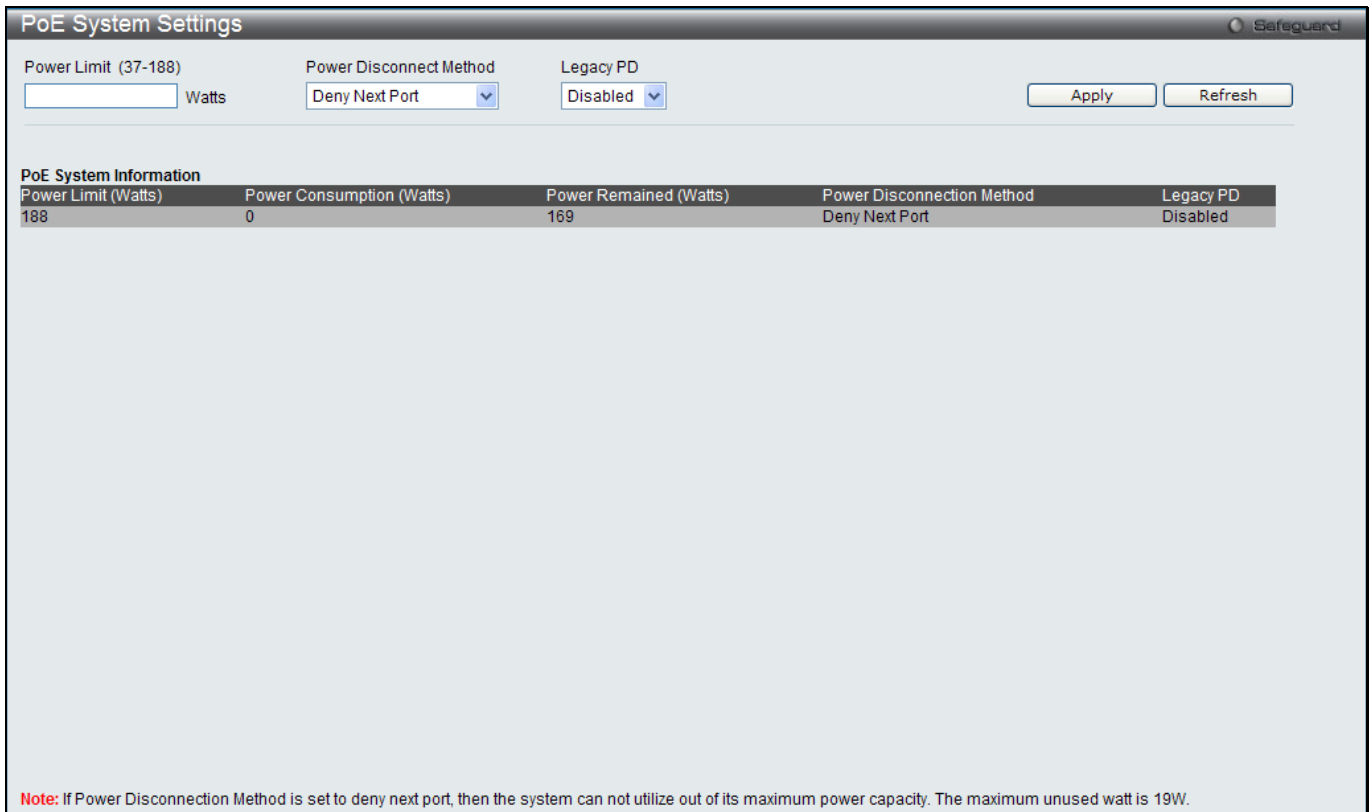 PoE System Settings
Safeguard
Power Limit (37-188) Power Disconnect Method Legacy PD
Watts Deny Next Port Disabled Apply Refresh
PoE System Information
Power Limit (Watts) Power Consumption (Watts) Power Remained (Watts) Power Disconnection Method Legacy PD
188 0 169 Deny Next Port Disabled
Note: If Power Disconnection Method is set to deny next port, then the system can not utilize out of its maximum power capacity. The maximum unused watt is 19W.